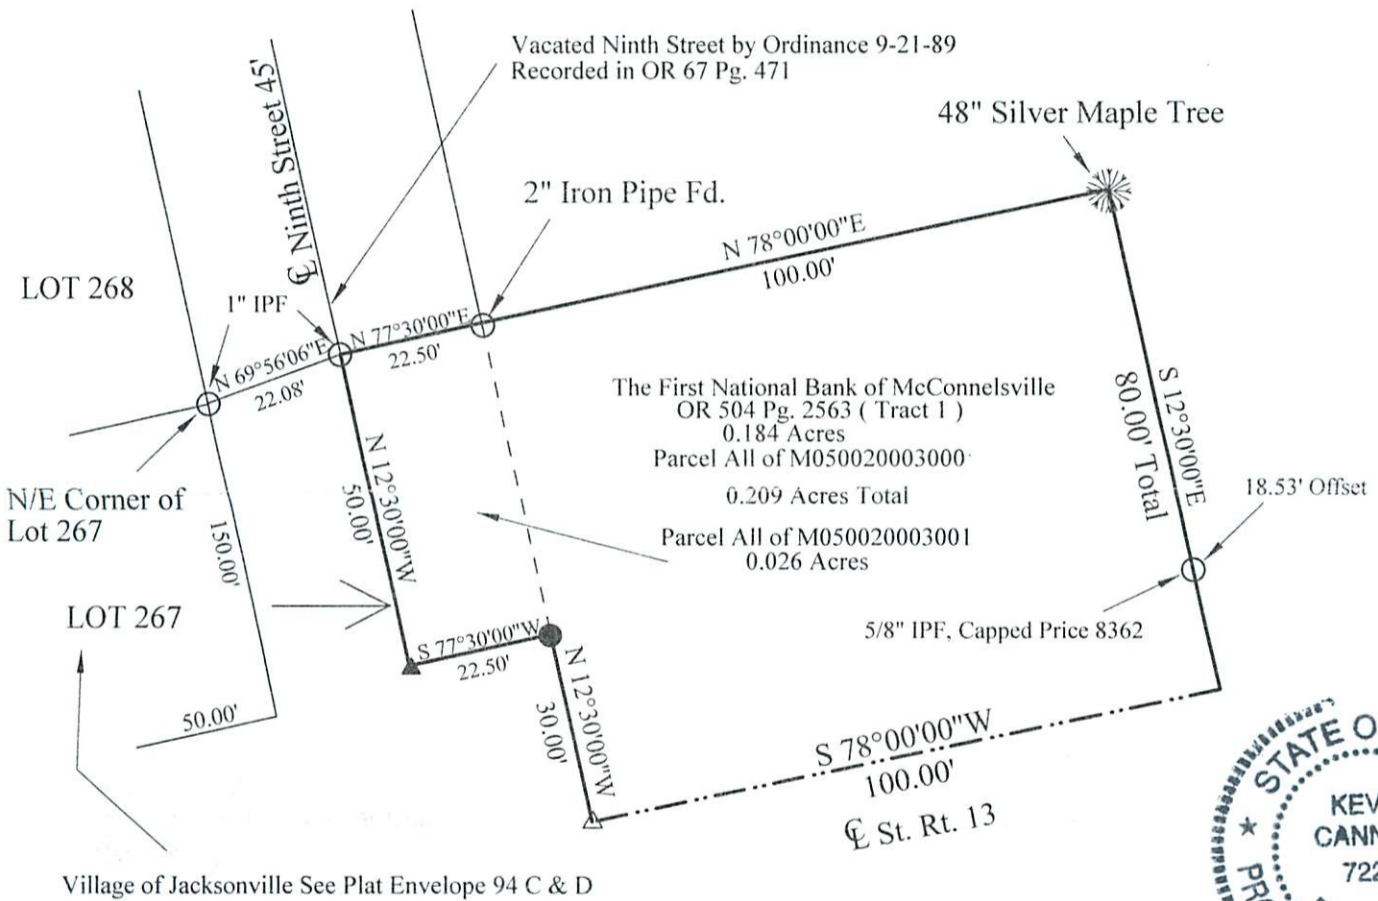 Vacated Ninth Street by Ordinance 9-21-89
Recorded in OR 67 Pg. 471
℄ Ninth Street 45'
48" Silver Maple Tree
2" Iron Pipe Fd.
N 78°00'00"E
100.00'
LOT 268
1" IPF
N 69°56'06"E
22.08'
N 77°30'00"E
22.50'
The First National Bank of McConnelsville
OR 504 Pg. 2563 ( Tract 1 )
0.184 Acres
Parcel All of M050020003000
0.209 Acres Total
Parcel All of M050020003001
0.026 Acres
S 12°30'00"E
80.00' Total
18.53' Offset
5/8" IPF, Capped Price 8362
N/E Corner of
Lot 267
150.00'
N 12°30'00"W
50.00'
LOT 267
S 77°30'00"W
22.50'
N 12°30'00"W
30.00'
50.00'
S 78°00'00"W
100.00'
℄ St. Rt. 13
Village of Jacksonville See Plat Envelope 94 C & D
★ STATE O
KEV
CANN
722
PRO